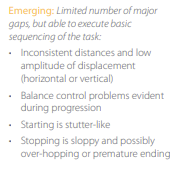 Emerging: Limited number of major
gaps, but able to execute basic
sequencing of the task:
• Inconsistent distances and low
amplitude of displacement
(horizontal or vertical)
• Balance control problems evident
during progression
• Starting is stutter-like
• Stopping is sloppy and possibly
over-hopping or premature ending